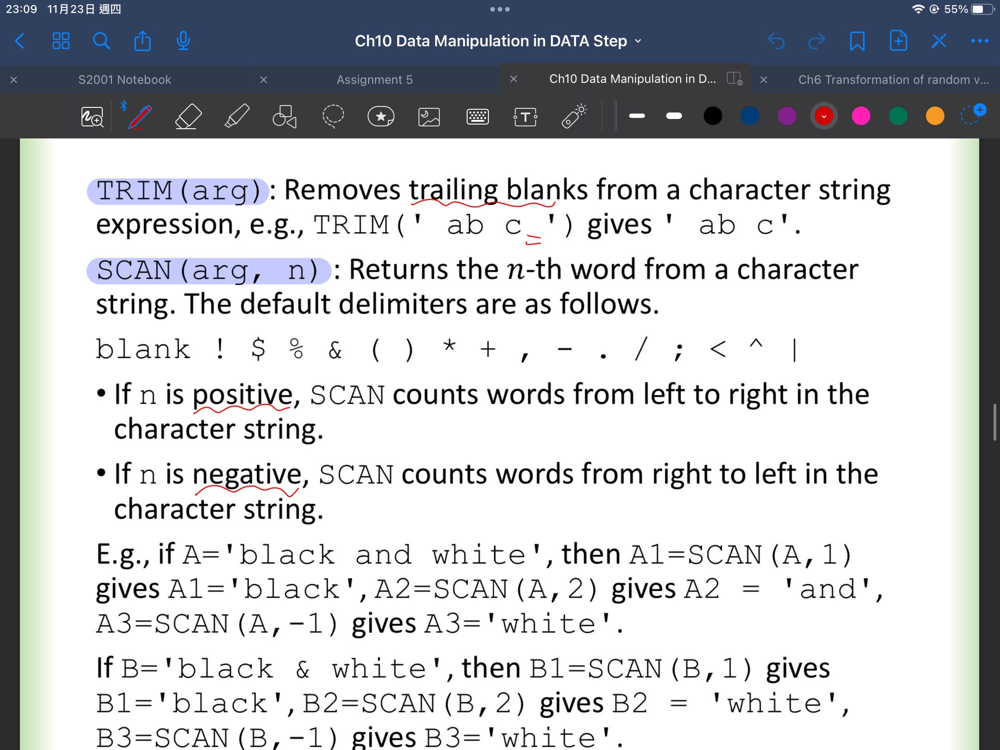 23:09 11月23日 週四
55%
Ch10 Data Manipulation in DATA Step
S2001 Notebook
Assignment 5
Ch10 Data Manipulation in D...
Ch6 Transformation of random v...
TRIM(arg): Removes trailing blanks from a character string
expression, e.g., TRIM(' ab c ') gives ' ab c'.
SCAN(arg, n): Returns the n-th word from a character
string. The default delimiters are as follows.
blank ! $ % & ( ) * + , - . / ; < ^ |
• If n is positive, SCAN counts words from left to right in the
character string.
• If n is negative, SCAN counts words from right to left in the
character string.
E.g., if A='black and white', then A1=SCAN(A,1)
gives A1='black', A2=SCAN(A,2) gives A2 = 'and',
A3=SCAN(A,-1) gives A3='white'.
If B='black & white', then B1=SCAN(B,1) gives
B1='black', B2=SCAN(B,2) gives B2 = 'white',
B3=SCAN(B,-1) gives B3='white'.